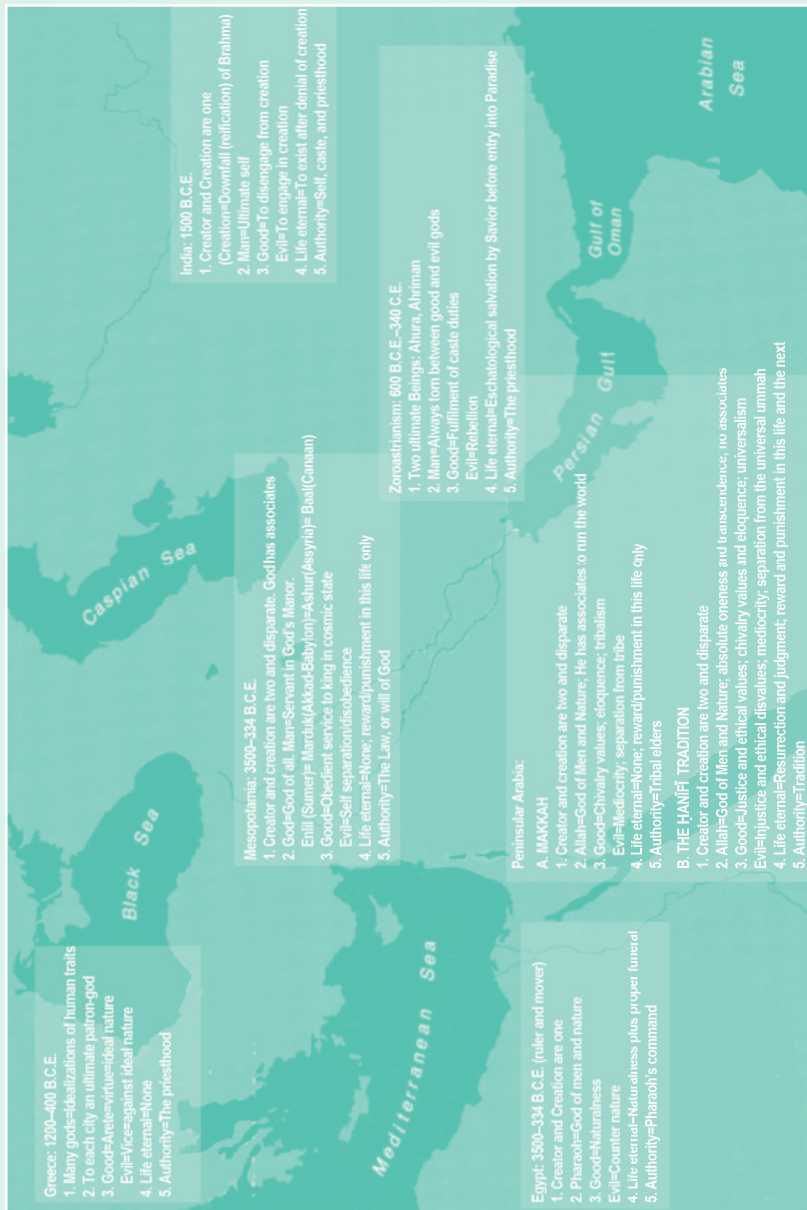 Greece: 1200–400 B.C.E.
1. Many gods=Idealizations of human traits
2. To each city an ultimate patron-god
3. Good=Arete=virtue=ideal nature
Evil=Vice=against ideal nature
4. Life eternal=None
5. Authority=The priesthood
Black Sea
Caspian Sea
India: 1500 B.C.E.
1. Creator and Creation are one
(Creation=Downfall (reification) of Brahma)
2. Man=Ultimate self
3. Good=To disengage from creation
Evil=To engage in creation
4. Life eternal=To exist after denial of creation
5. Authority=Self, caste, and priesthood
Mesopotamia: 3500–334 B.C.E.
1. Creator and creation are two and disparate. God has associates
2. God=God of all. Man=Servant in God's Manor.
Enlil (Sumer)= Marduk(Akkad-Babylon)=Ashur(Assyria)= Baal(Canaan)
3. Good=Obedient service to king in cosmic state
Evil=Self separation/disobedience
4. Life eternal=None; reward/punishment in this life only
5. Authority=The Law, or will of God
Zoroastrianism: 600 B.C.E.–340 C.E.
1. Two ultimate Beings: Ahura, Ahriman
2. Man=Always torn between good and evil gods
3. Good=Fulfilment of caste duties
Evil=Rebellion
4. Life eternal=Eschatological salvation by Savior before entry into Paradise
5. Authority=The priesthood
Mediterranean Sea
Persian Gulf
Gulf of
Oman
Arabian
Sea
Egypt: 3500–334 B.C.E. (ruler and mover)
1. Creator and Creation are one
2. Pharaoh=God of men and nature
3. Good=Naturalness
Evil=Counter nature
4. Life eternal=Naturalness plus proper funeral
5. Authority=Pharaoh's command
Peninsular Arabia:
A. MAKKAH
1. Creator and creation are two and disparate
2. Allah=God of Men and Nature; He has associates to run the world
3. Good=Chivalry values; eloquence; tribalism
Evil=Mediocrity; separation from tribe
4. Life eternal=None; reward/punishment in this life only
5. Authority=Tribal elders
B. THE ḤANĪFĪ TRADITION
1. Creator and creation are two and disparate
2. Allah=God of Men and Nature; absolute oneness and transcendence; no associates
3. Good=Justice and ethical values; chivalry values and eloquence; universalism
Evil=Injustice and ethical disvalues; mediocrity; separation from the universal ummah
4. Life eternal=Resurrection and judgment; reward and punishment in this life and the next
5. Authority=Tradition